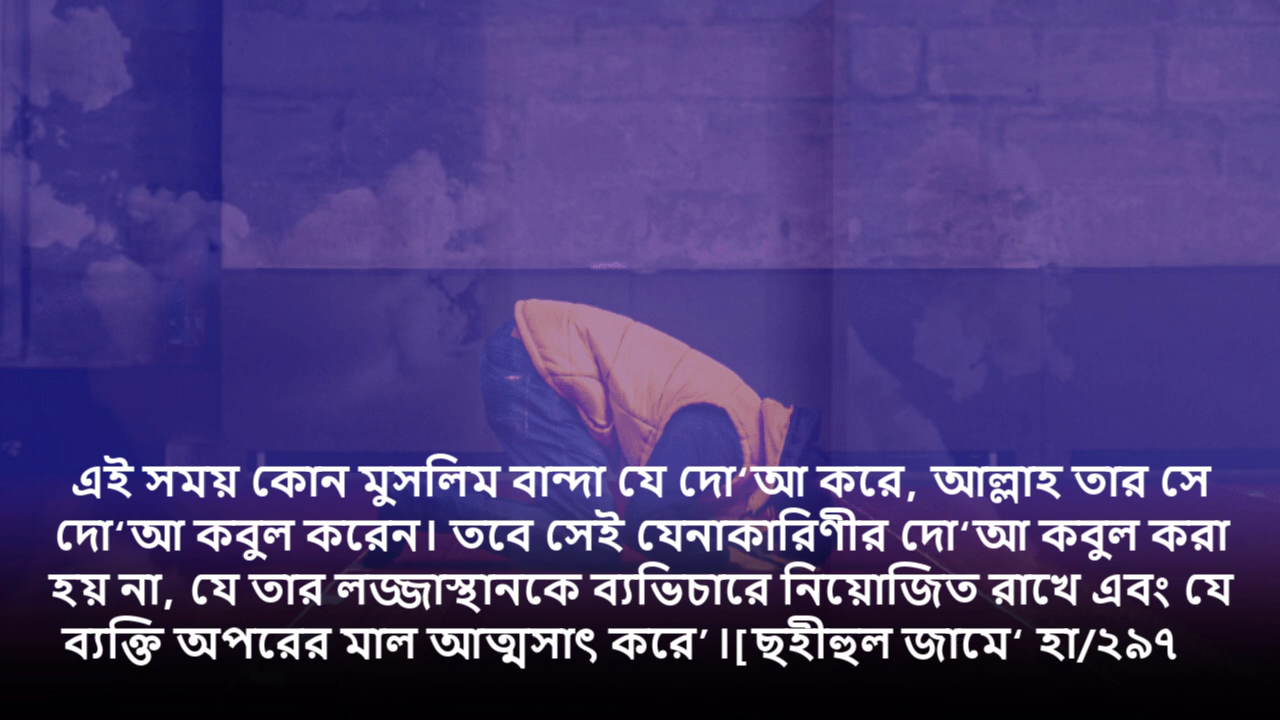 এই সময় কোন মুসলিম বান্দা যে দো‘আ করে, আল্লাহ তার সে
দো‘আ কবুল করেন। তবে সেই যেনাকারিণীর দো‘আ কবুল করা
হয় না, যে তার লজ্জাস্থানকে ব্যভিচারে নিয়োজিত রাখে এবং যে
ব্যক্তি অপরের মাল আত্মসাৎ করে’।[ছহীহুল জামে‘ হা/২৯৭